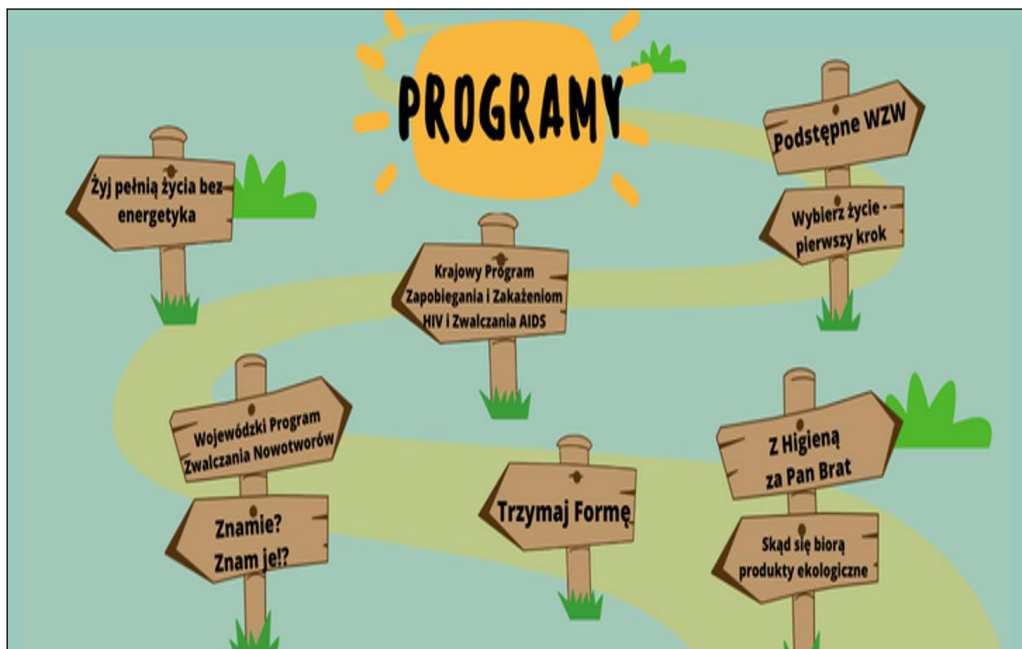 PROGRAMY
Podstępne WZW
Wybierz życie -
pierwszy krok
Żyj pełnią życia bez
energetyka
Krajowy Program
Zapobiegania i Zakażeniom
HIV i Zwalczania AIDS
Wojewódzki Program
Zwalczania Nowotworów
Znamie?
Znam je!?
Trzymaj Formę
Z Higieną
za Pan Brat
Skąd się biorą
produkty ekologiczne